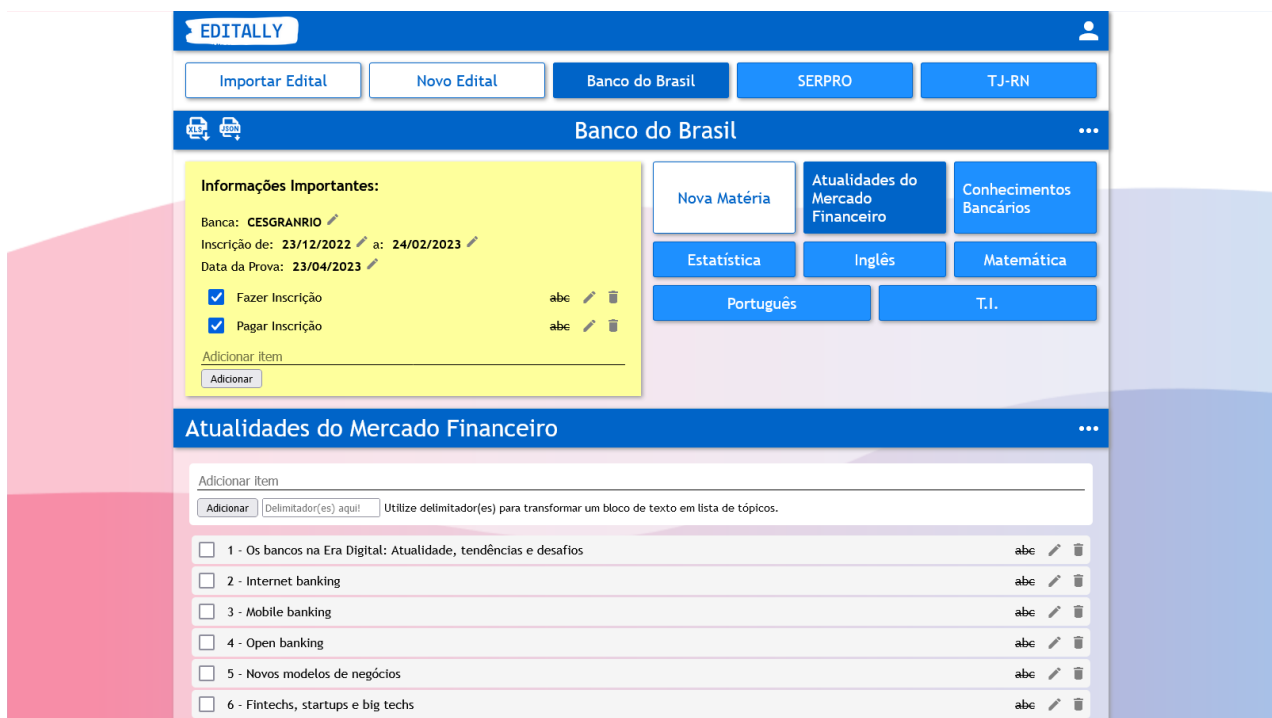 EDITALLY
Importar Edital
Novo Edital
Banco do Brasil
SERPRO
TJ-RN
XLS
JSON
Banco do Brasil
Informações Importantes:
Banca: CESGRANRIO
Inscrição de: 23/12/2022 a: 24/02/2023
Data da Prova: 23/04/2023
Fazer Inscrição abc
Pagar Inscrição abc
Adicionar item
Adicionar
Nova Matéria
Atualidades do
Mercado
Financeiro
Conhecimentos
Bancários
Estatística
Inglês
Matemática
Português
T.I.
Atualidades do Mercado Financeiro
Adicionar item
Adicionar Delimitador(es) aqui! Utilize delimitador(es) para transformar um bloco de texto em lista de tópicos.
1 - Os bancos na Era Digital: Atualidade, tendências e desafios abc
2 - Internet banking abc
3 - Mobile banking abc
4 - Open banking abc
5 - Novos modelos de negócios abc
6 - Fintechs, startups e big techs abc